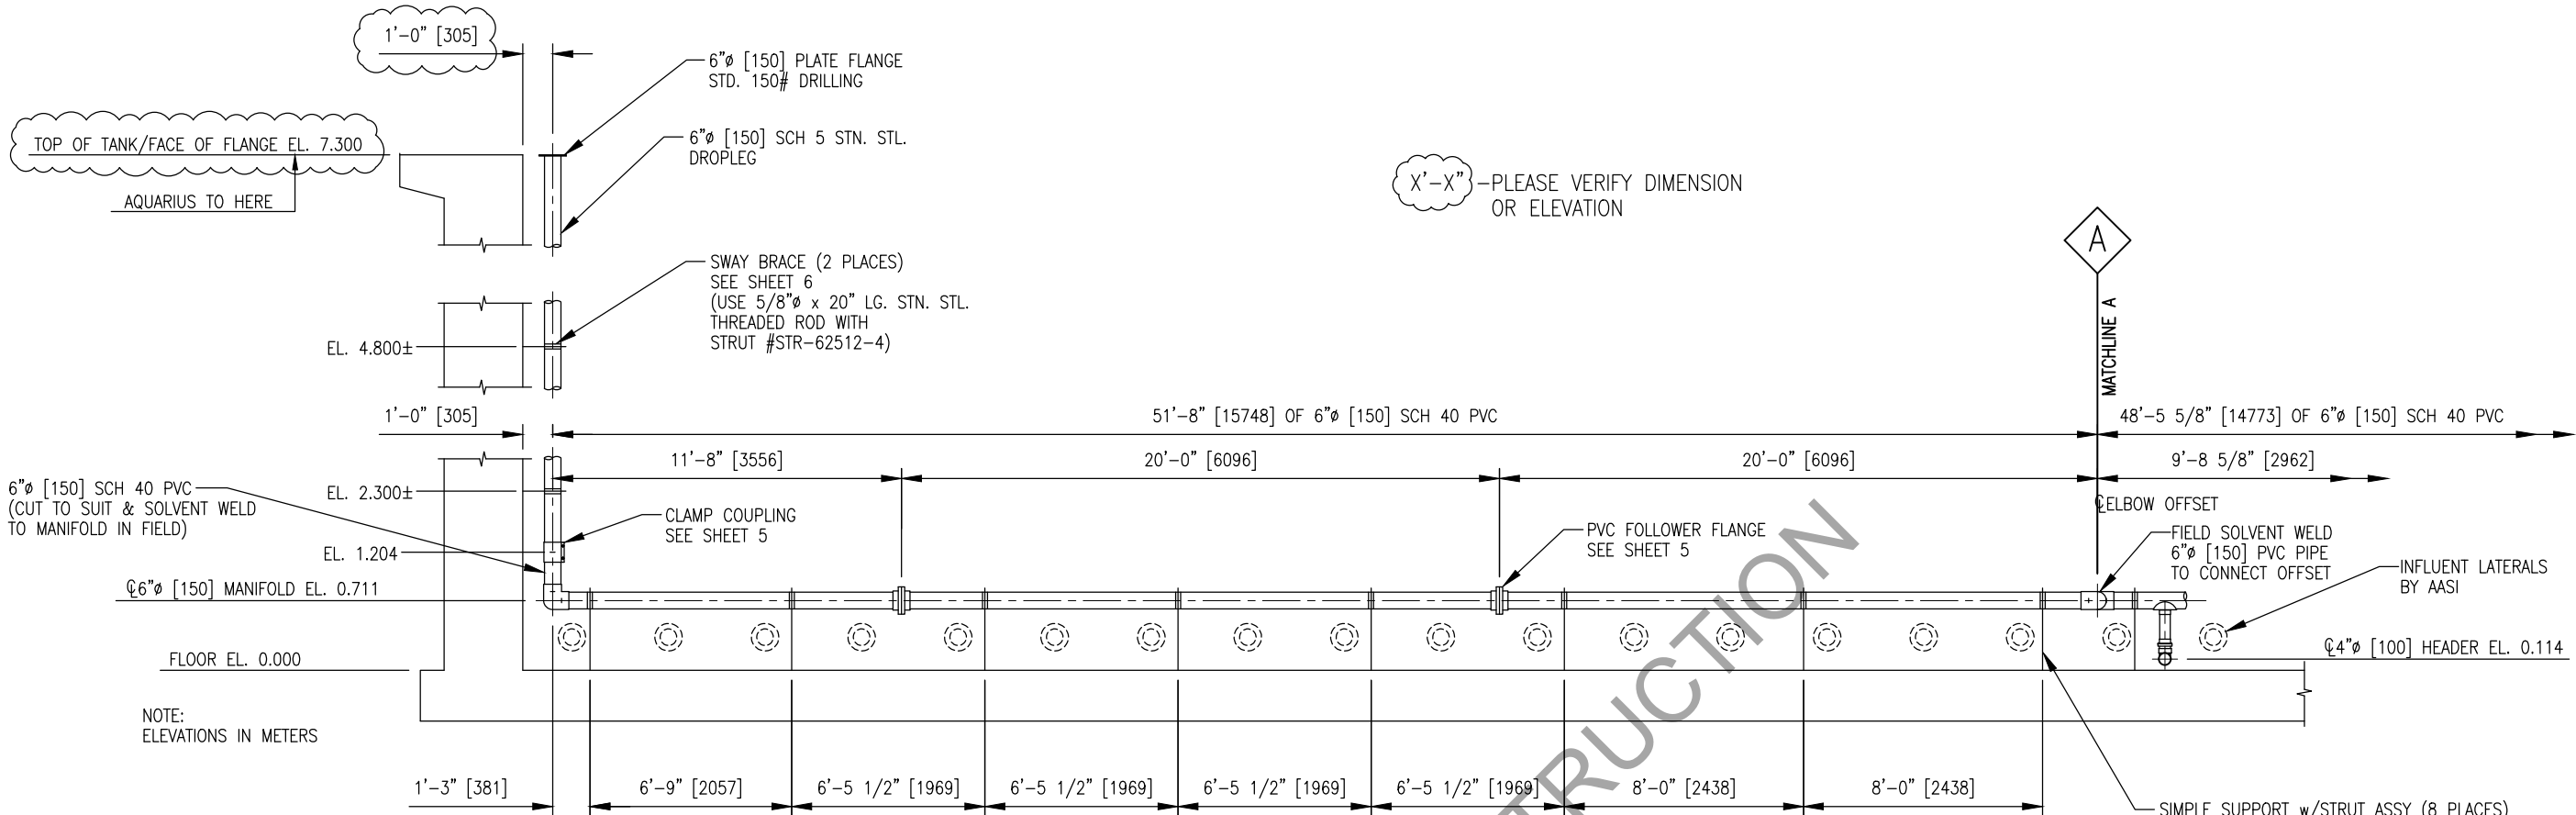 1'-0" [305]
6"ø [150] PLATE FLANGE
STD. 150# DRILLING
TOP OF TANK/FACE OF FLANGE EL. 7.300
AQUARIUS TO HERE
6"ø [150] SCH 5 STN. STL.
DROPLEG
X'-X" -PLEASE VERIFY DIMENSION
OR ELEVATION
A
MATCHLINE A
SWAY BRACE (2 PLACES)
SEE SHEET 6
(USE 5/8"ø x 20" LG. STN. STL.
THREADED ROD WITH
STRUT #STR-62512-4)
EL. 4.800±
1'-0" [305]
51'-8" [15748] OF 6"ø [150] SCH 40 PVC
48'-5 5/8" [14773] OF 6"ø [150] SCH 40 PVC
11'-8" [3556]
20'-0" [6096]
20'-0" [6096]
9'-8 5/8" [2962]
6"ø [150] SCH 40 PVC
(CUT TO SUIT & SOLVENT WELD
TO MANIFOLD IN FIELD)
EL. 2.300±
CLAMP COUPLING
SEE SHEET 5
PVC FOLLOWER FLANGE
SEE SHEET 5
℄ELBOW OFFSET
FIELD SOLVENT WELD
6"ø [150] PVC PIPE
TO CONNECT OFFSET
INFLUENT LATERALS
BY AASI
EL. 1.204
℄6"ø [150] MANIFOLD EL. 0.711
FLOOR EL. 0.000
℄4"ø [100] HEADER EL. 0.114
NOTE:
ELEVATIONS IN METERS
1'-3" [381]
6'-9" [2057]
6'-5 1/2" [1969]
6'-5 1/2" [1969]
6'-5 1/2" [1969]
6'-5 1/2" [1969]
8'-0" [2438]
8'-0" [2438]
SIMPLE SUPPORT w/STRUT ASSY (8 PLACES)
TRUCTION